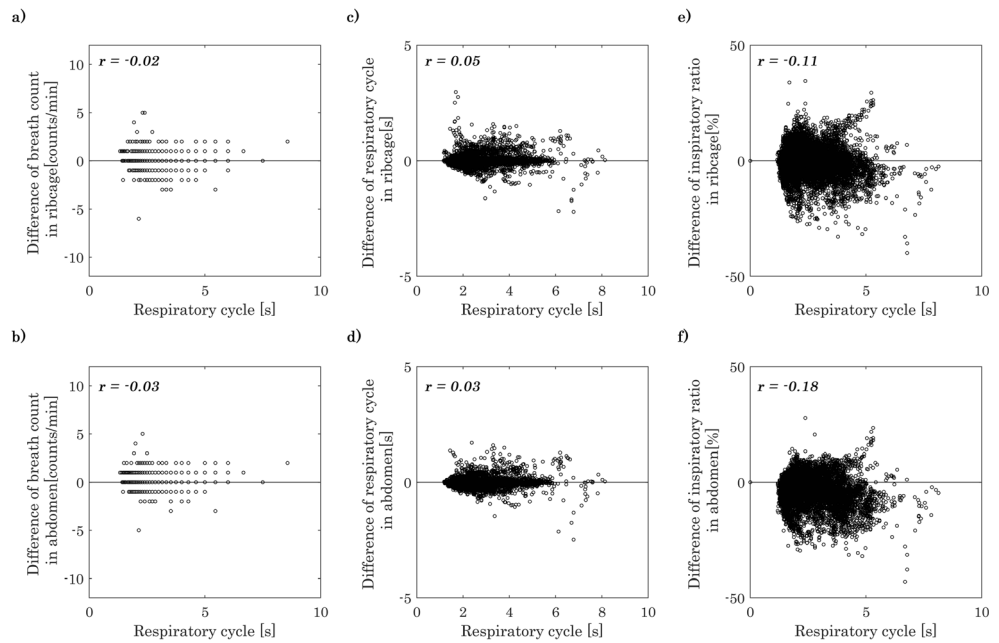 a)
r = -0.02
Difference of breath count
in ribcage[counts/min]
10
5
0
-5
-10
0
5
10
Respiratory cycle [s]
c)
r = 0.05
Difference of respiratory cycle
in ribcage[s]
5
0
-5
0
2
4
6
8
10
Respiratory cycle [s]
e)
r = -0.11
Difference of inspiratory ratio
in ribcage[%]
50
0
-50
0
5
10
Respiratory cycle [s]
b)
r = -0.03
Difference of breath count
in abdomen[counts/min]
10
5
0
-5
-10
0
5
10
Respiratory cycle [s]
d)
r = 0.03
Difference of respiratory cycle
in abdomen[s]
5
0
-5
0
2
4
6
8
10
Respiratory cycle [s]
f)
r = -0.18
Difference of inspiratory ratio
in abdomen[%]
50
0
-50
0
5
10
Respiratory cycle [s]